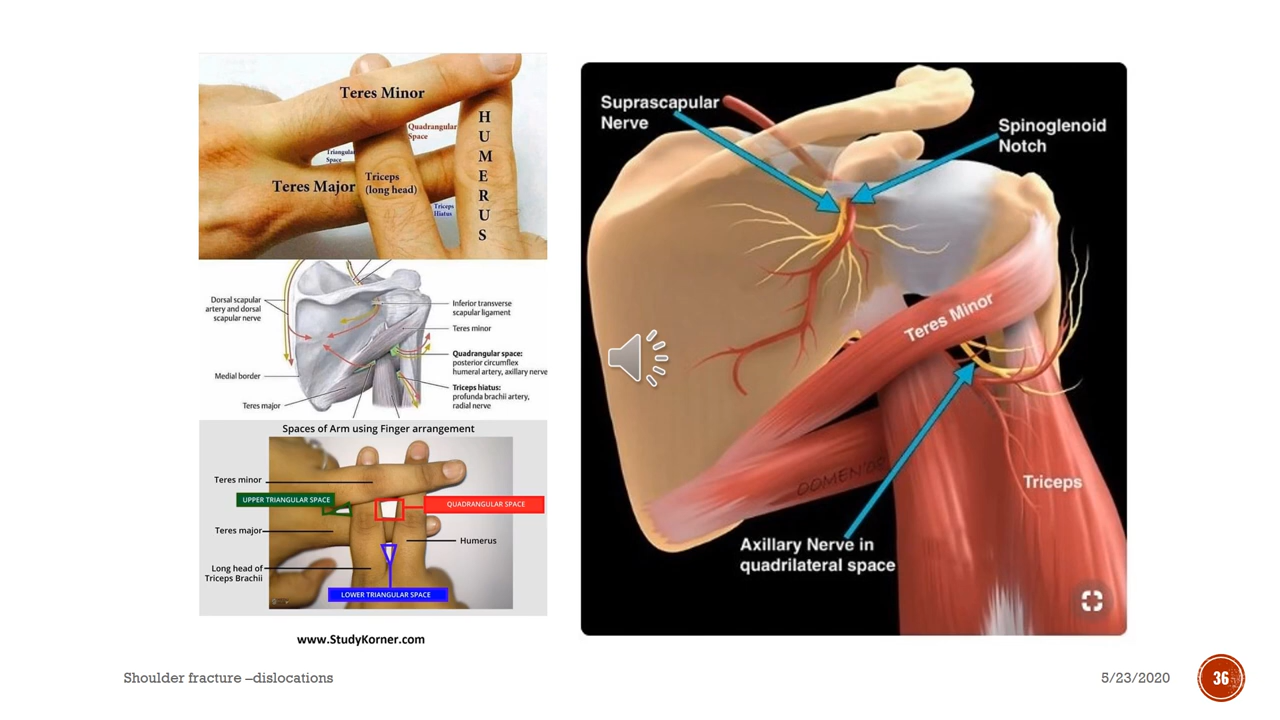 Teres Minor
Quadrangular
Space
Triangular
Space
Teres Major
Triceps
(long head)
Triceps
Hiatus
H
U
M
E
R
U
S
Dorsal scapular
artery and dorsal
scapular nerve
Medial border
Teres major
Inferior transverse
scapular ligament
Teres minor
Quadrangular space:
posterior circumflex
humeral artery, axillary nerve
Triceps hiatus:
profunda brachii artery,
radial nerve
Spaces of Arm using Finger arrangement
Teres minor
UPPER TRIANGULAR SPACE
QUADRANGULAR SPACE
Teres major
Humerus
Long head of
Triceps Brachii
LOWER TRIANGULAR SPACE
www.StudyKorner.com
Suprascapular
Nerve
Spinoglenoid
Notch
Teres Minor
Triceps
Axillary Nerve in
quadrilateral space
Shoulder fracture –dislocations
5/23/2020
36